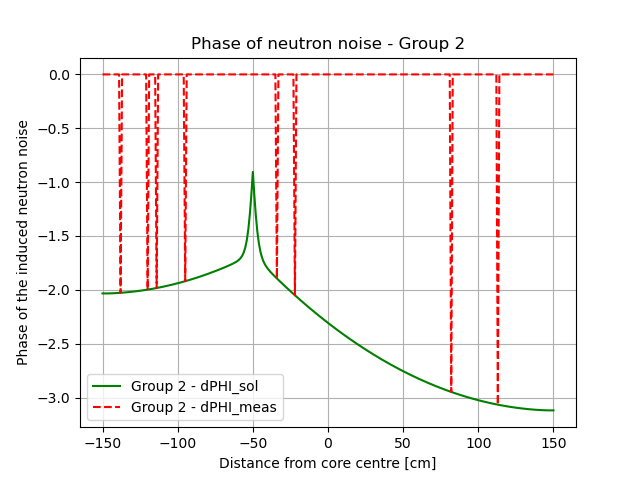 Phase of neutron noise - Group 2
Phase of the induced neutron noise
0.0
−0.5
−1.0
−1.5
−2.0
−2.5
−3.0
Group 2 - dPHI_sol
Group 2 - dPHI_meas
−150
−100
−50
0
50
100
150
Distance from core centre [cm]